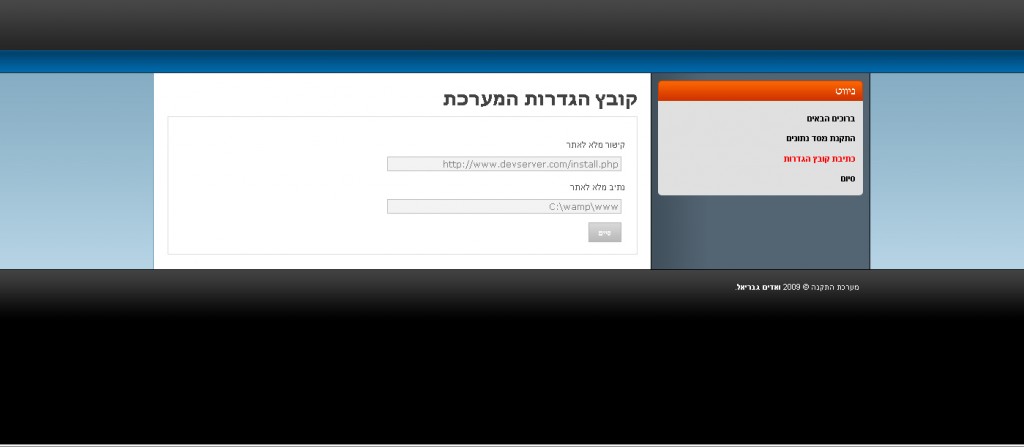 ניווט
ברוכים הבאים
התקנת מסד נתונים
כתיבת קובץ הגדרות
סיום
קובץ הגדרות המערכת
קישור מלא לאתר
http://www.devserver.com/install.php
נתיב מלא לאתר
C:\wamp\www
סיים
מערכת התקנה © 2009 ואדים גבריאל.